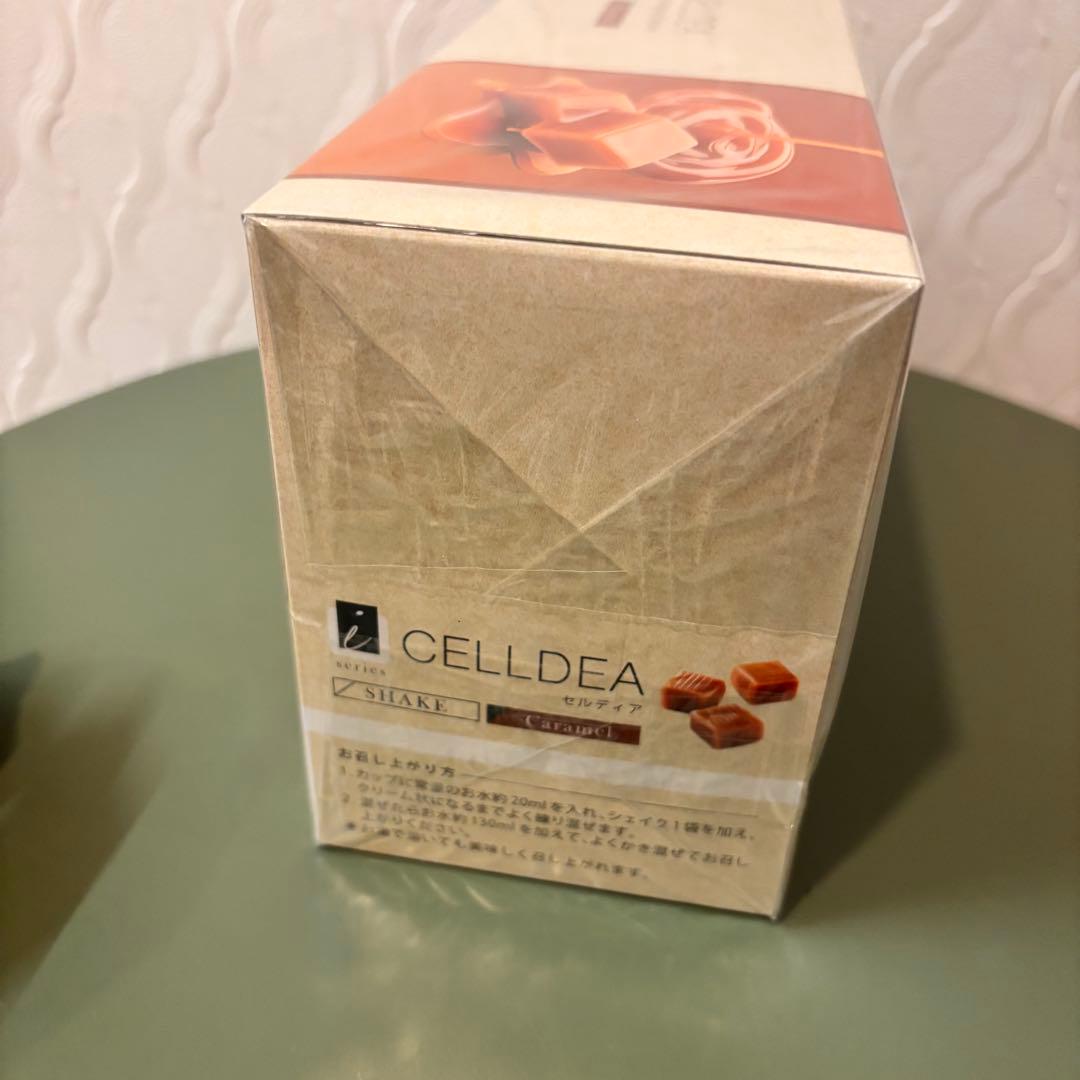 i
series
CELLDEA
セルディア
SHAKE
Caramel
お召し上がり方
1. カップに常温のお水約20mlを入れ、シェイク1袋を加え、
クリーム状になるまでよく練り混ぜます。
2. 混ぜたらお水約130mlを加えて、よくかき混ぜてお召し
上がりください。
※お湯で溶いても美味しく召し上がれます。